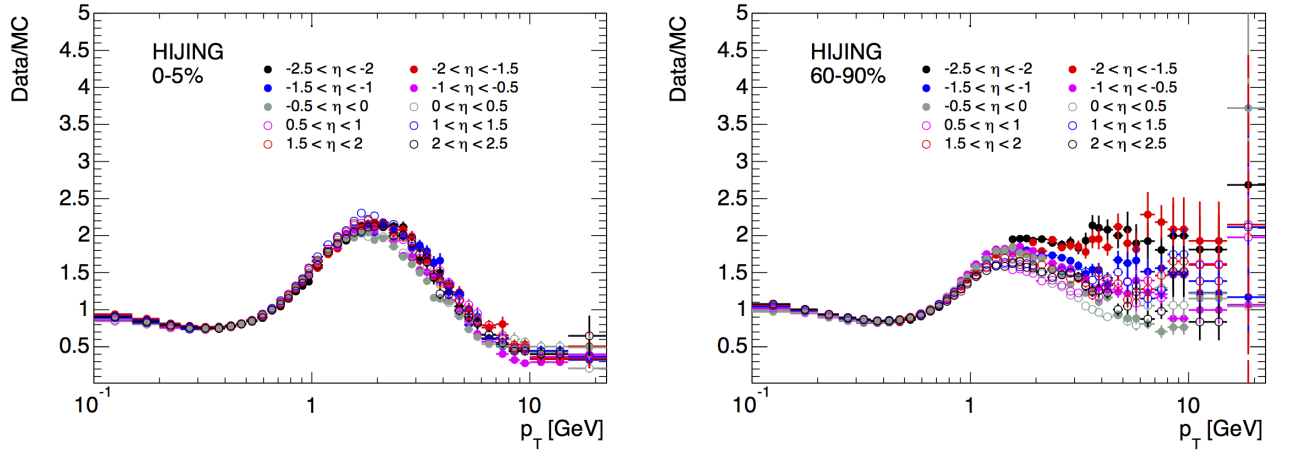 Data/MC
5
4.5
4
3.5
3
2.5
2
1.5
1
0.5
HIJING
0-5%
-2.5 < η < -2
-2 < η < -1.5
-1.5 < η < -1
-1 < η < -0.5
-0.5 < η < 0
0 < η < 0.5
0.5 < η < 1
1 < η < 1.5
1.5 < η < 2
2 < η < 2.5
10⁻¹
1
10
p_T [GeV]
Data/MC
5
4.5
4
3.5
3
2.5
2
1.5
1
0.5
HIJING
60-90%
-2.5 < η < -2
-2 < η < -1.5
-1.5 < η < -1
-1 < η < -0.5
-0.5 < η < 0
0 < η < 0.5
0.5 < η < 1
1 < η < 1.5
1.5 < η < 2
2 < η < 2.5
10⁻¹
1
10
p_T [GeV]